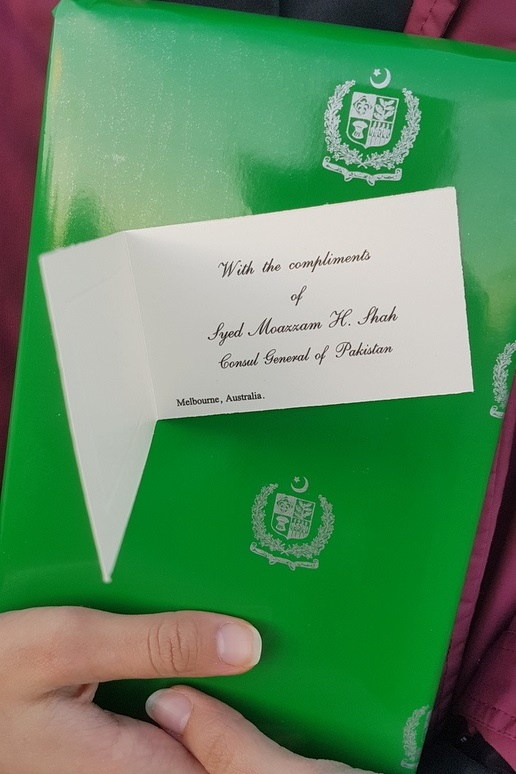 With the compliments
of
Syed Moazzam H. Shah
Consul General of Pakistan
Melbourne, Australia.